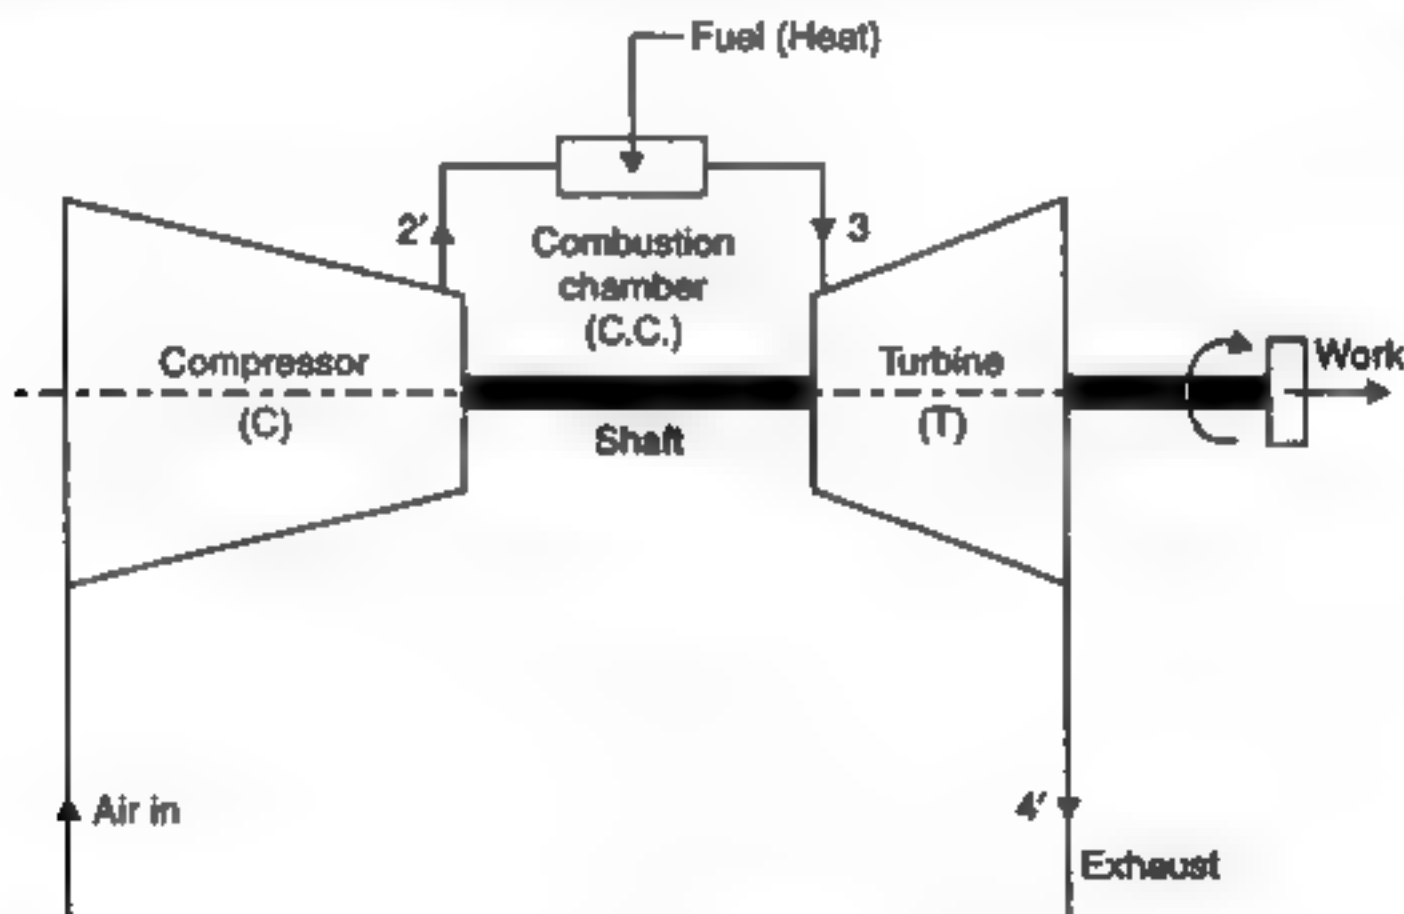 Fuel (Heat)
2′
3
Combustion
chamber
(C.C.)
Compressor
(C)
Shaft
Turbine
(T)
Work
Air in
4′
Exhaust